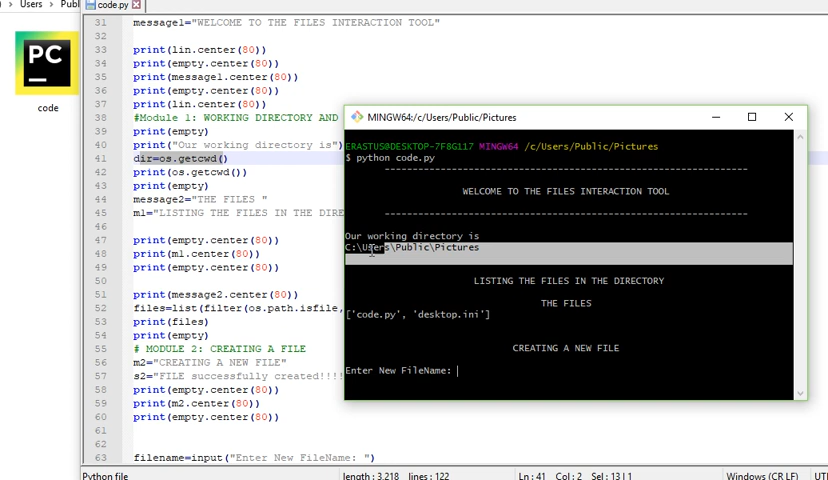 Users
Publ
code.py
PC
code
31 message1="WELCOME TO THE FILES INTERACTION TOOL"
32
33 print(lin.center(80))
34 print(empty.center(80))
35 print(message1.center(80))
36 print(empty.center(80))
37 print(lin.center(80))
38 #Module 1: WORKING DIRECTORY AND
39 print(empty)
40 print("Our working directory is")
41 dir=os.getcwd()
42 print(os.getcwd())
43 print(empty)
44 message2="THE FILES "
45 m1="LISTING THE FILES IN THE DIRE
46
47 print(empty.center(80))
48 print(m1.center(80))
49 print(empty.center(80))
50
51 print(message2.center(80))
52 files=list(filter(os.path.isfile,
53 print(files)
54 print(empty)
55 # MODULE 2: CREATING A FILE
56 m2="CREATING A NEW FILE"
57 s2="FILE successfully created!!!!
58 print(empty.center(80))
59 print(m2.center(80))
60 print(empty.center(80))
61
62
63 filename=input("Enter New FileName: ")
MINGW64:/c/Users/Public/Pictures
ERASTUS@DESKTOP-7F8G117 MINGW64 /c/Users/Public/Pictures
$ python code.py
------------------------------------------------------------------
WELCOME TO THE FILES INTERACTION TOOL
------------------------------------------------------------------
Our working directory is
C:\Users\Public\Pictures
LISTING THE FILES IN THE DIRECTORY
THE FILES
['code.py', 'desktop.ini']
CREATING A NEW FILE
Enter New FileName:
Python file length : 3,218 lines : 122 Ln : 41 Col : 2 Sel : 13 | 1 Windows (CR LF) UT